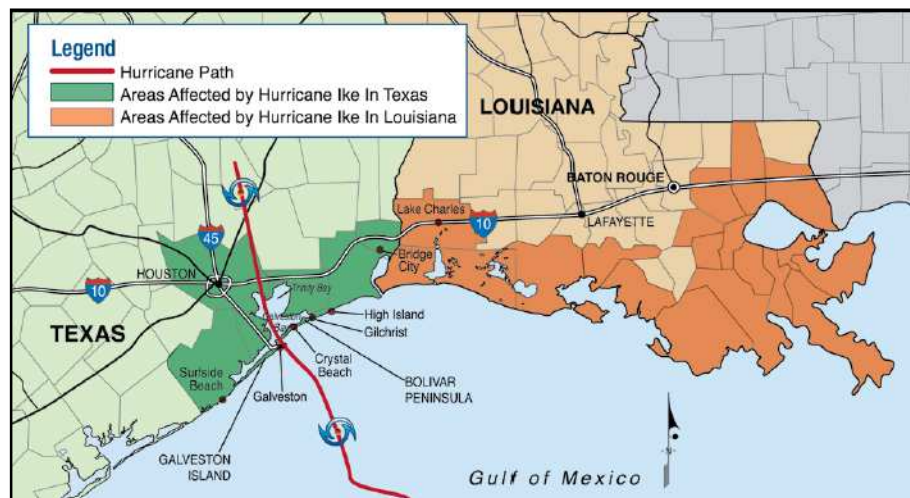 Legend
Hurricane Path
Areas Affected by Hurricane Ike In Texas
Areas Affected by Hurricane Ike In Louisiana
LOUISIANA
BATON ROUGE
Lake Charles
10
LAFAYETTE
45
Bridge
City
HOUSTON
10
Trinity Bay
High Island
Galveston
Bay
Gilchrist
TEXAS
Crystal
Beach
Surfside
Beach
BOLIVAR
PENINSULA
Galveston
GALVESTON
ISLAND
-N-
Gulf of Mexico